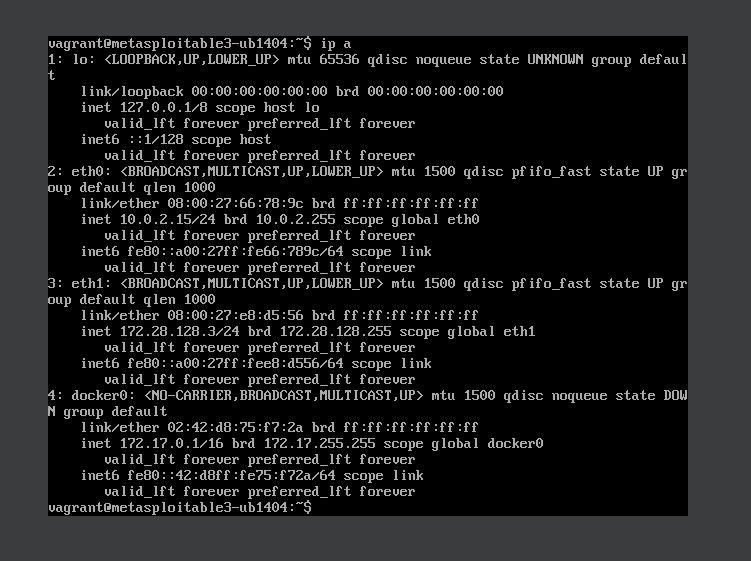 vagrant@metasploitable3-ub1404:~$ ip a
1: lo: <LOOPBACK,UP,LOWER_UP> mtu 65536 qdisc noqueue state UNKNOWN group defaul
t
    link/loopback 00:00:00:00:00:00 brd 00:00:00:00:00:00
    inet 127.0.0.1/8 scope host lo
       valid_lft forever preferred_lft forever
    inet6 ::1/128 scope host
       valid_lft forever preferred_lft forever
2: eth0: <BROADCAST,MULTICAST,UP,LOWER_UP> mtu 1500 qdisc pfifo_fast state UP gr
oup default qlen 1000
    link/ether 08:00:27:66:78:9c brd ff:ff:ff:ff:ff:ff
    inet 10.0.2.15/24 brd 10.0.2.255 scope global eth0
       valid_lft forever preferred_lft forever
    inet6 fe80::a00:27ff:fe66:789c/64 scope link
       valid_lft forever preferred_lft forever
3: eth1: <BROADCAST,MULTICAST,UP,LOWER_UP> mtu 1500 qdisc pfifo_fast state UP gr
oup default qlen 1000
    link/ether 08:00:27:e8:d5:56 brd ff:ff:ff:ff:ff:ff
    inet 172.28.128.3/24 brd 172.28.128.255 scope global eth1
       valid_lft forever preferred_lft forever
    inet6 fe80::a00:27ff:fee8:d556/64 scope link
       valid_lft forever preferred_lft forever
4: docker0: <NO-CARRIER,BROADCAST,MULTICAST,UP> mtu 1500 qdisc noqueue state DOW
N group default
    link/ether 02:42:d8:75:f7:2a brd ff:ff:ff:ff:ff:ff
    inet 172.17.0.1/16 brd 172.17.255.255 scope global docker0
       valid_lft forever preferred_lft forever
    inet6 fe80::42:d8ff:fe75:f72a/64 scope link
       valid_lft forever preferred_lft forever
vagrant@metasploitable3-ub1404:~$